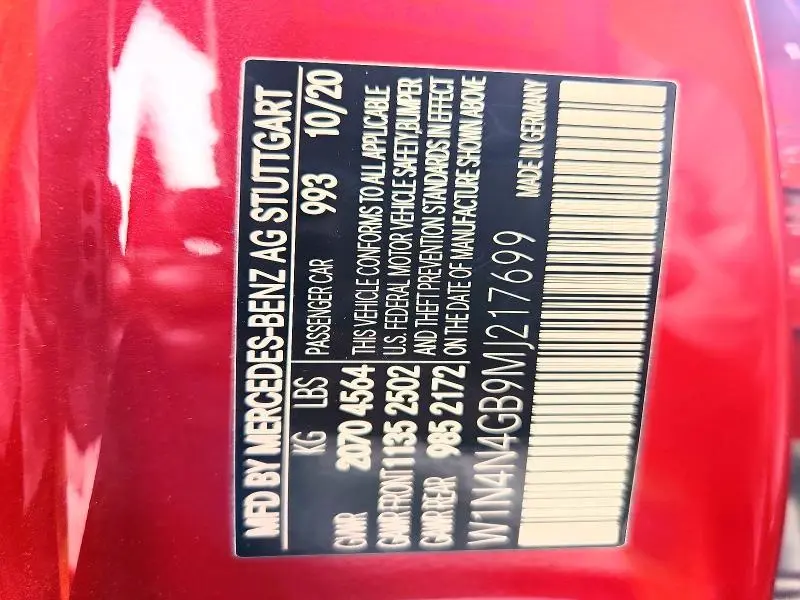 MFD BY MERCEDES-BENZ AG STUTTGART
KG LBS PASSENGER CAR 993 10/20
GVWR 2070 4564 THIS VEHICLE CONFORMS TO ALL APPLICABLE
GAWR FRONT 1135 2502 U.S. FEDERAL MOTOR VEHICLE SAFETY, BUMPER
GAWR REAR 985 2172 AND THEFT PREVENTION STANDARDS IN EFFECT
ON THE DATE OF MANUFACTURE SHOWN ABOVE
W1N4N4GB9MJ217699 MADE IN GERMANY